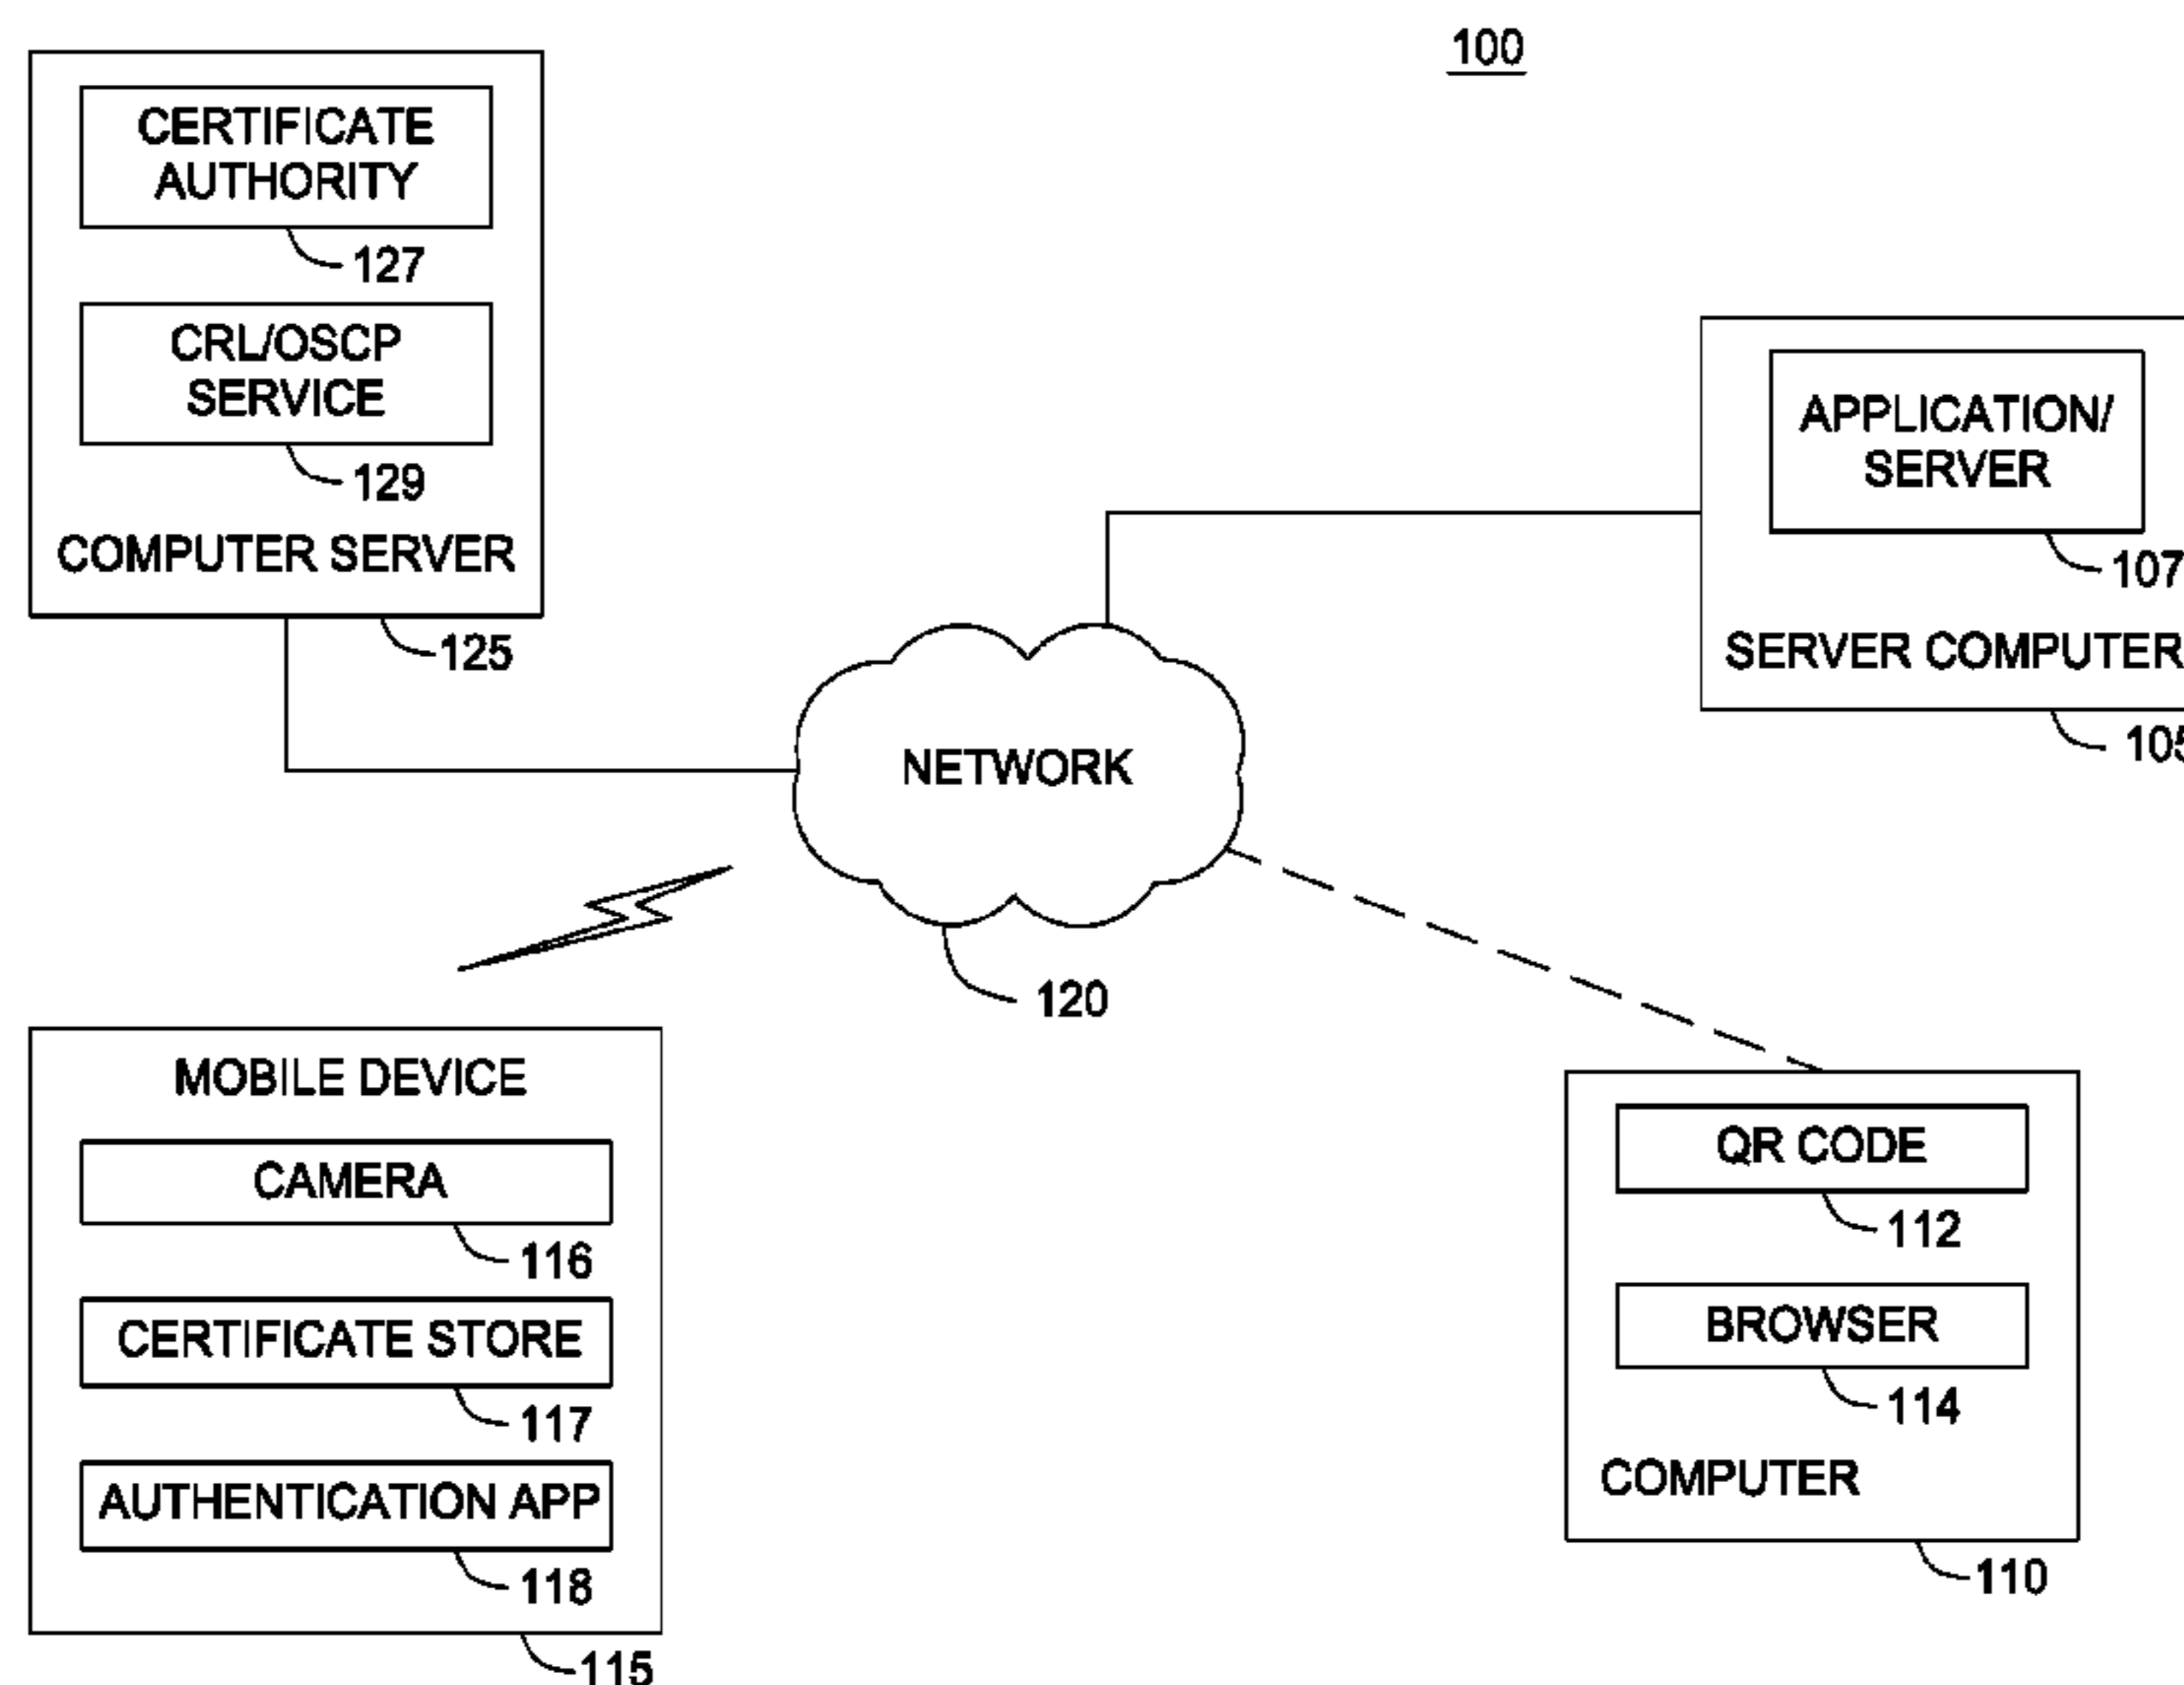 100
CERTIFICATE
AUTHORITY
127
CRL/OSCP
SERVICE
129
COMPUTER SERVER
125
APPLICATION/
SERVER
107
SERVER COMPUTER
105
NETWORK
120
MOBILE DEVICE
CAMERA
116
CERTIFICATE STORE
117
AUTHENTICATION APP
118
115
QR CODE
112
BROWSER
114
COMPUTER
110